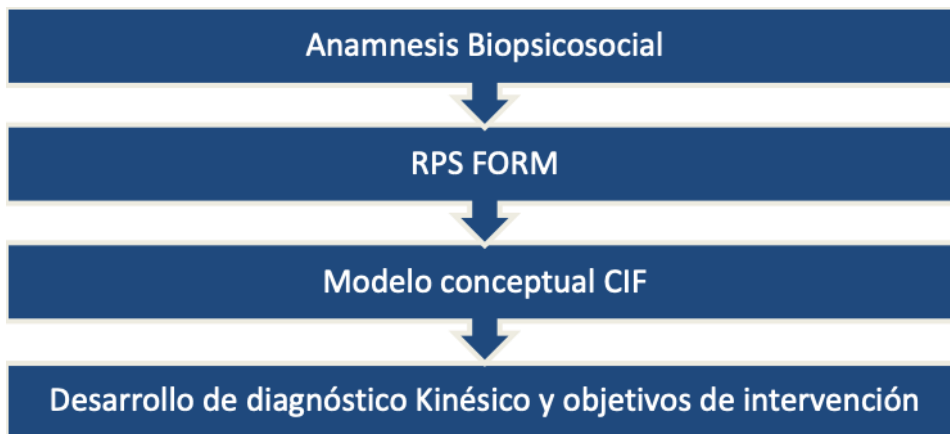 Anamnesis Biopsicosocial
RPS FORM
Modelo conceptual CIF
Desarrollo de diagnóstico Kinésico y objetivos de intervención